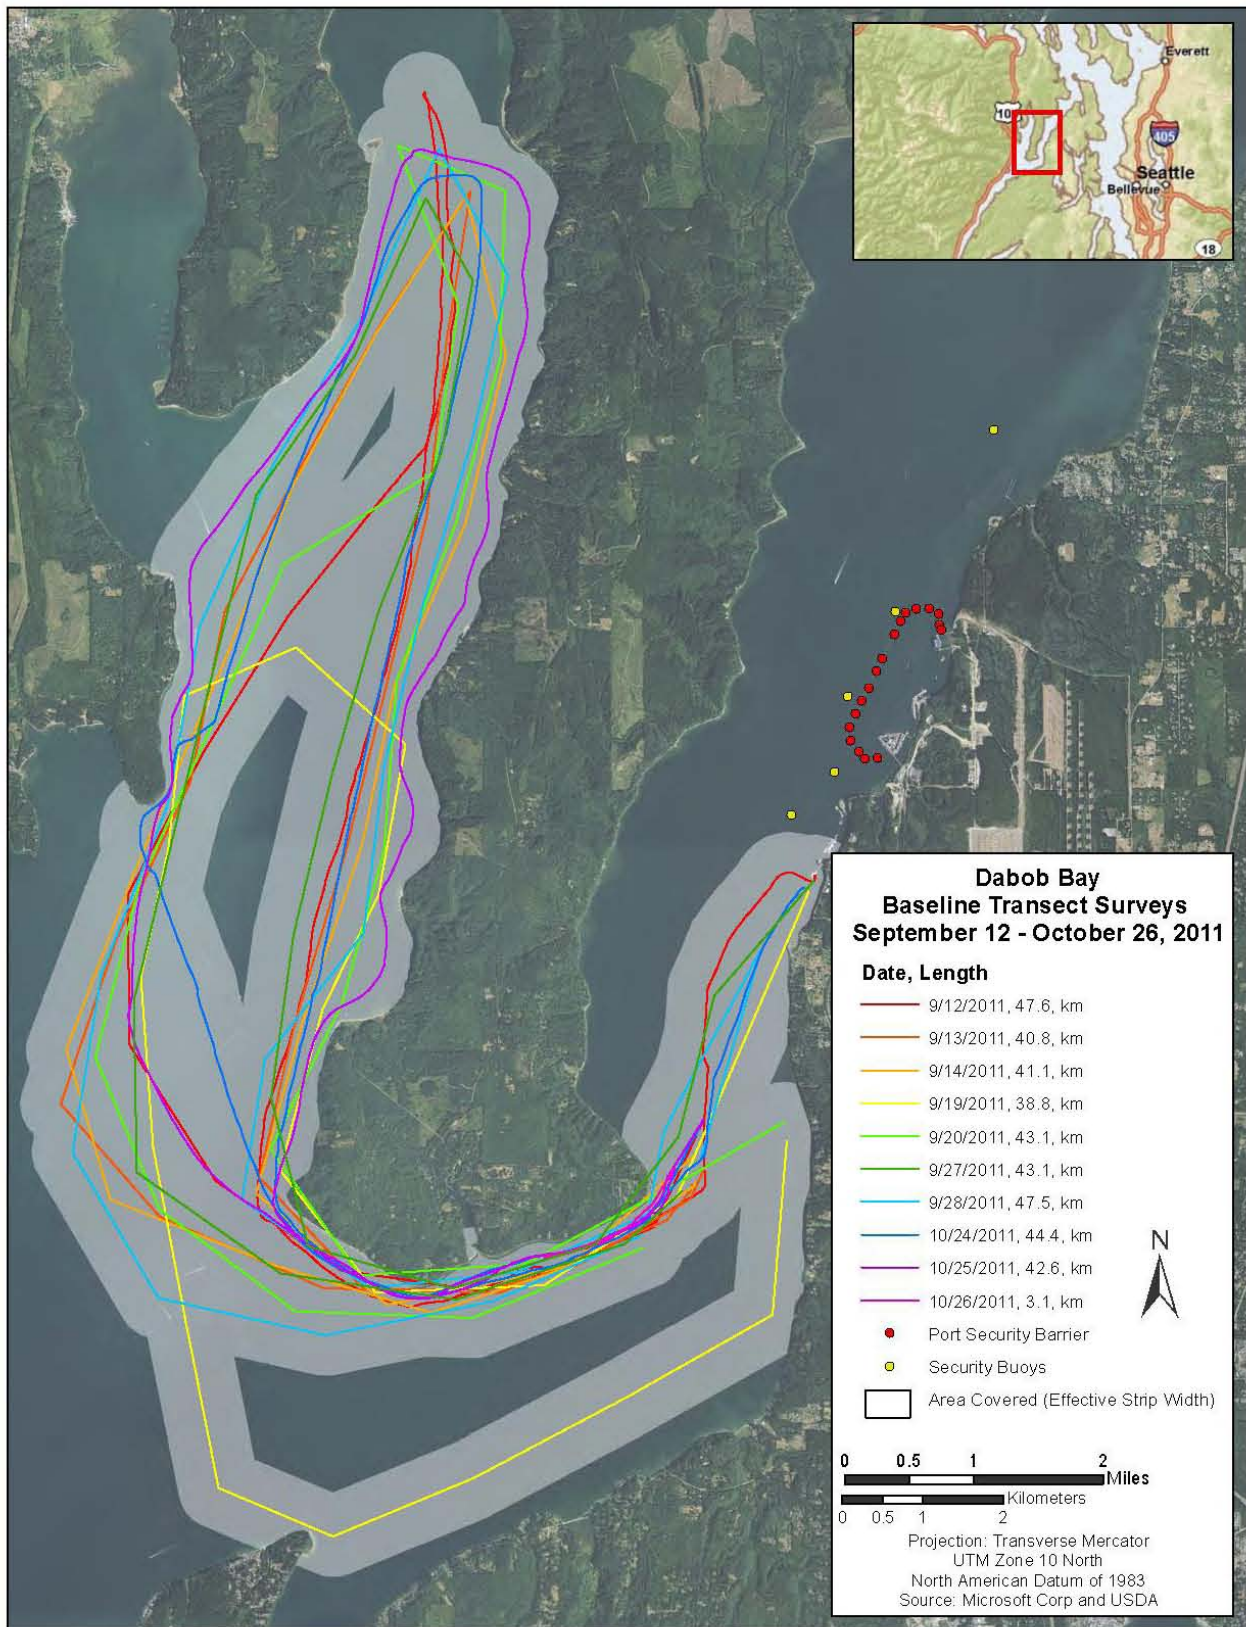 Everett
10
405
Seattle
Bellevue
18
Dabob Bay
Baseline Transect Surveys
September 12 - October 26, 2011
Date, Length
9/12/2011, 47.6, km
9/13/2011, 40.8, km
9/14/2011, 41.1, km
9/19/2011, 38.8, km
9/20/2011, 43.1, km
9/27/2011, 43.1, km
9/28/2011, 47.5, km
10/24/2011, 44.4, km
10/25/2011, 42.6, km
10/26/2011, 3.1, km
N
Port Security Barrier
Security Buoys
Area Covered (Effective Strip Width)
0 0.5 1 2
Miles
Kilometers
0 0.5 1 2
Projection: Transverse Mercator
UTM Zone 10 North
North American Datum of 1983
Source: Microsoft Corp and USDA